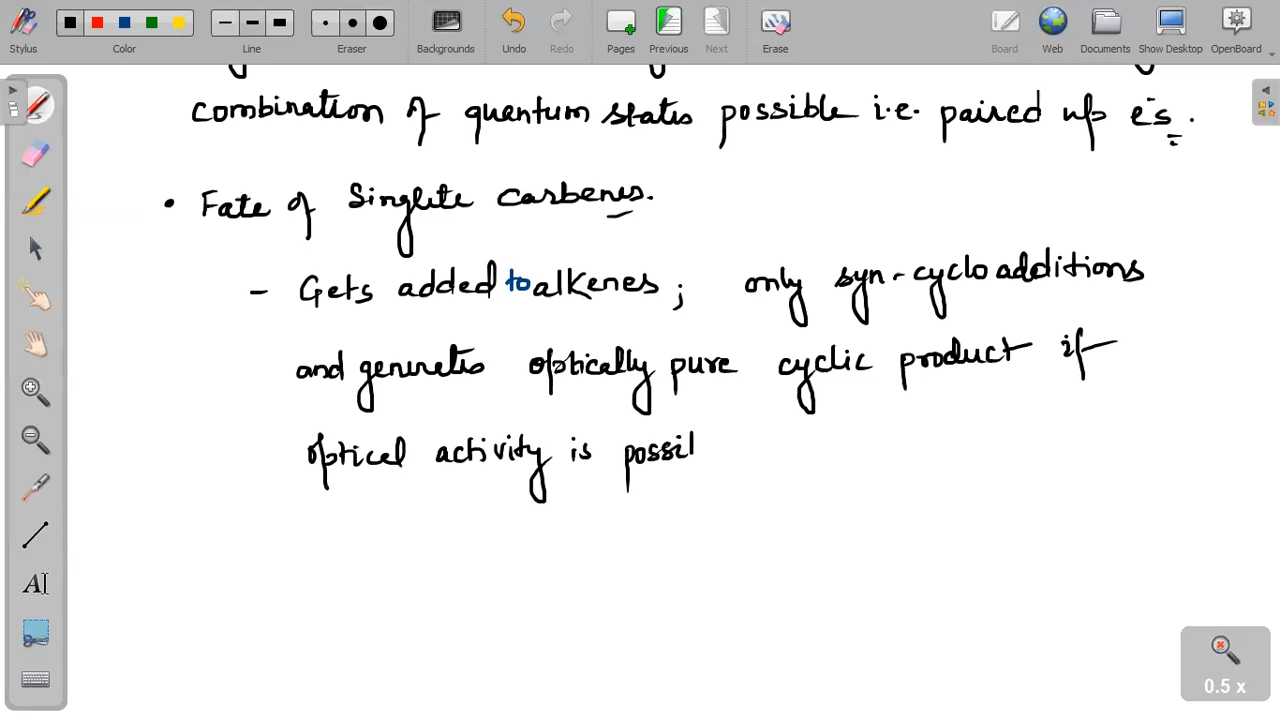 Stylus
Color
Line
Eraser
Backgrounds
Undo
Redo
Pages
Previous
Next
Erase
Board
Web
Documents
Show Desktop
OpenBoard
combination of quantum states possible i.e. paired up e-s.
• Fate of Singlete Carbenes.
- Gets added to alkenes; only syn-cycloadditions
and generates optically pure cyclic product if
optical activity is possil
0.5 x